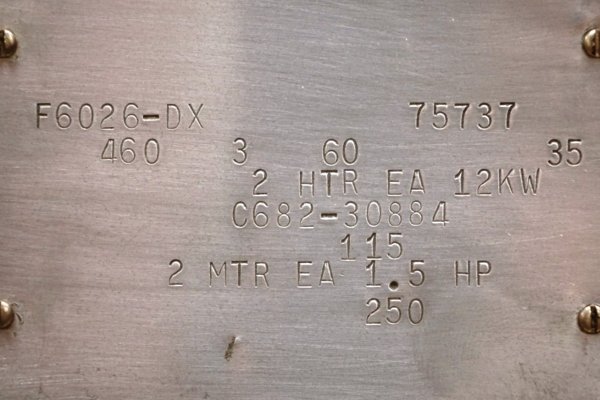 F6026-DX 75737
460 3 60 35
2 HTR EA 12KW
C682-30884
115
2 MTR EA 1.5 HP
250